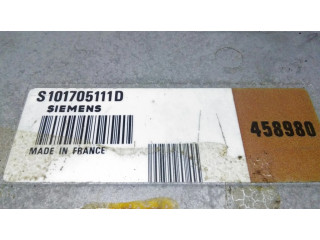 S101705111D
SIEMENS
458980
MADE IN FRANCE